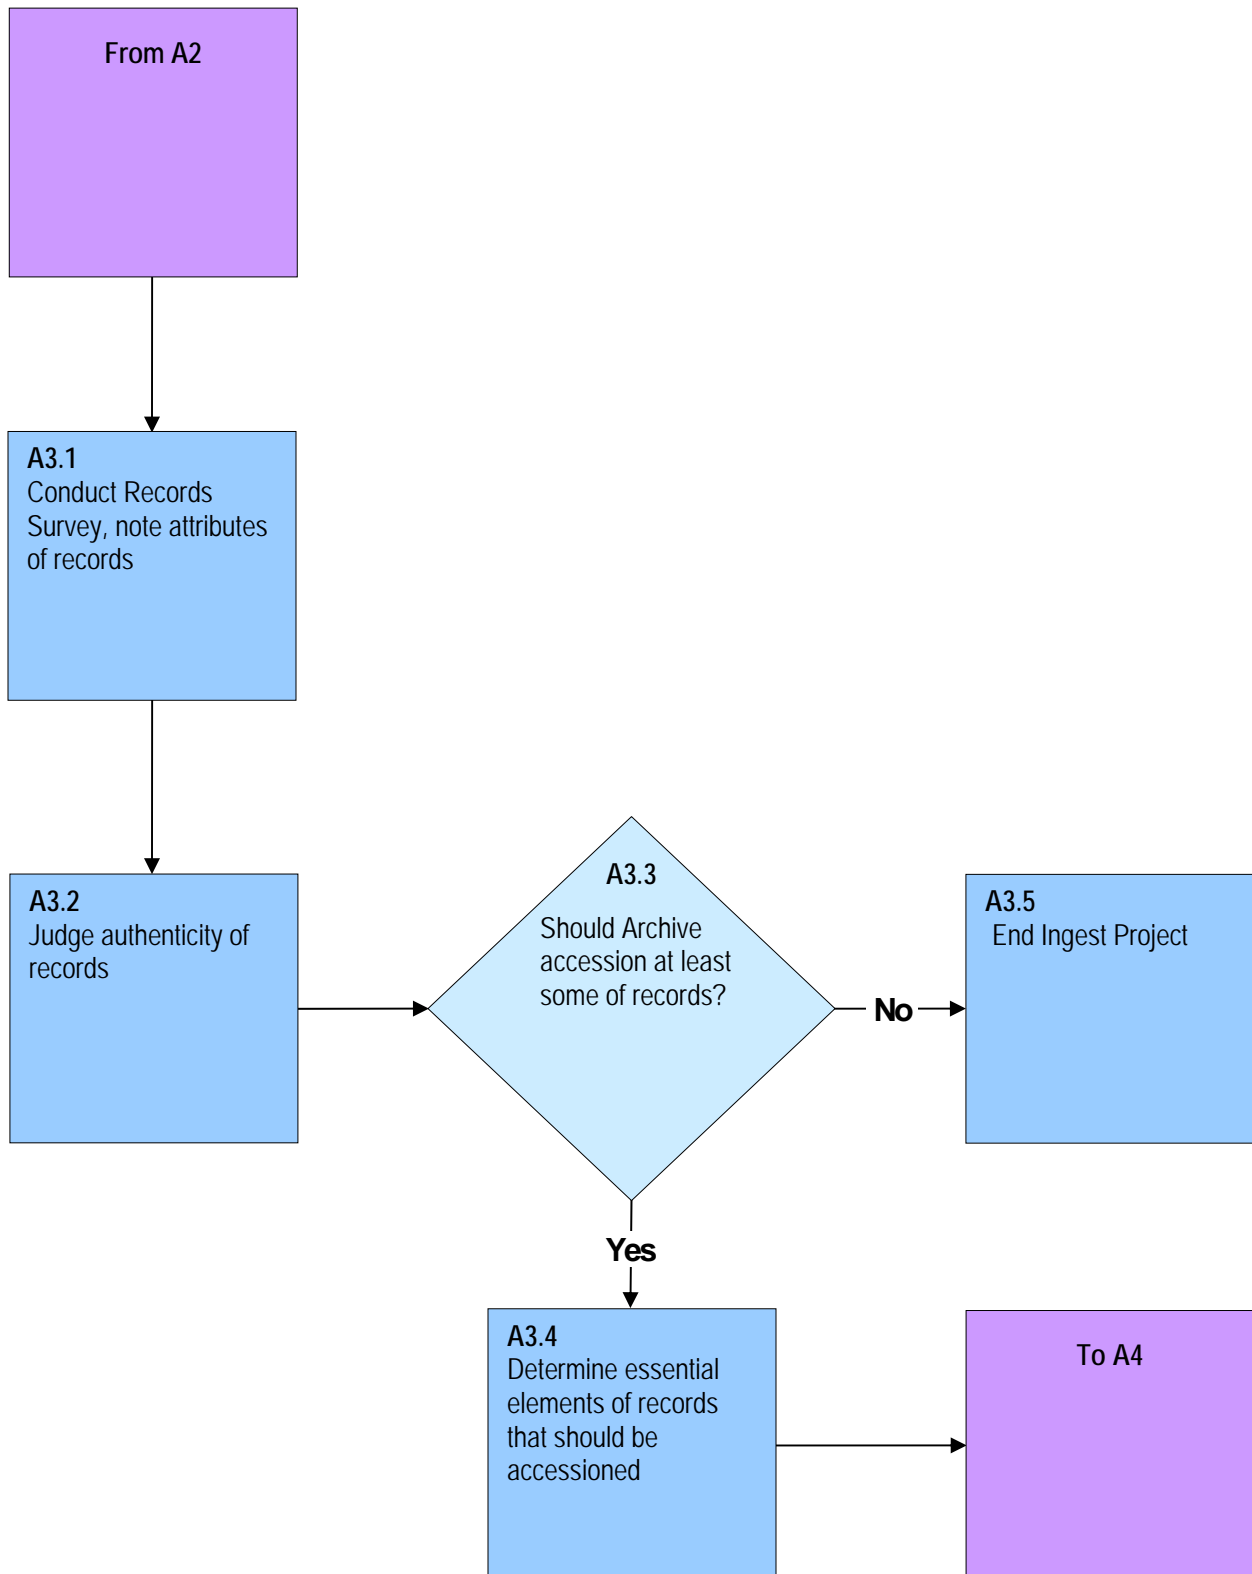 From A2
A3.1
Conduct Records
Survey, note attributes
of records
A3.2
Judge authenticity of
records
A3.3
Should Archive
accession at least
some of records?
No
A3.5
End Ingest Project
Yes
A3.4
Determine essential
elements of records
that should be
accessioned
To A4